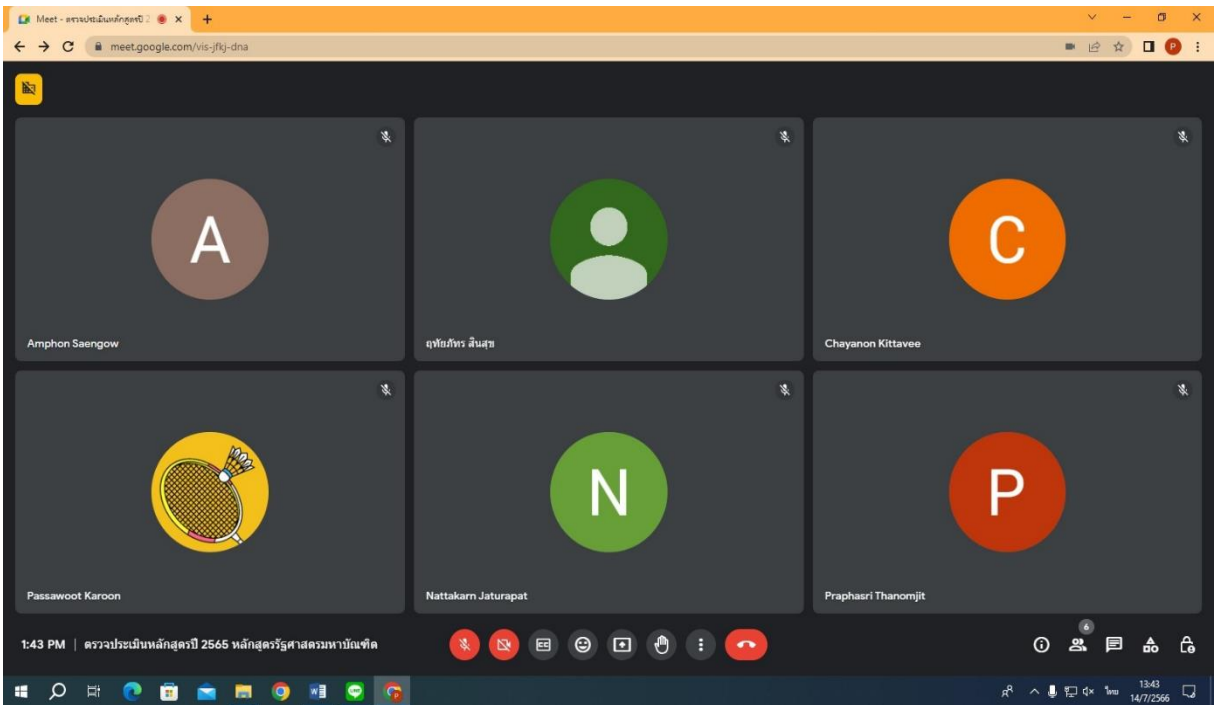 Meet - ตรวจประเมินหลักสูตรปี 2
meet.google.com/vis-jfkj-dna
P
A
C
Amphon Saengow
ฤทัยภัทร สินสุข
Chayanon Kittavee
N
P
Passawoot Karoon
Nattakarn Jaturapat
Praphasri Thanomjit
6
1:43 PM | ตรวจประเมินหลักสูตรปี 2565 หลักสูตรรัฐศาสตรมหาบัณฑิต
ไทย
13:43
14/7/2566